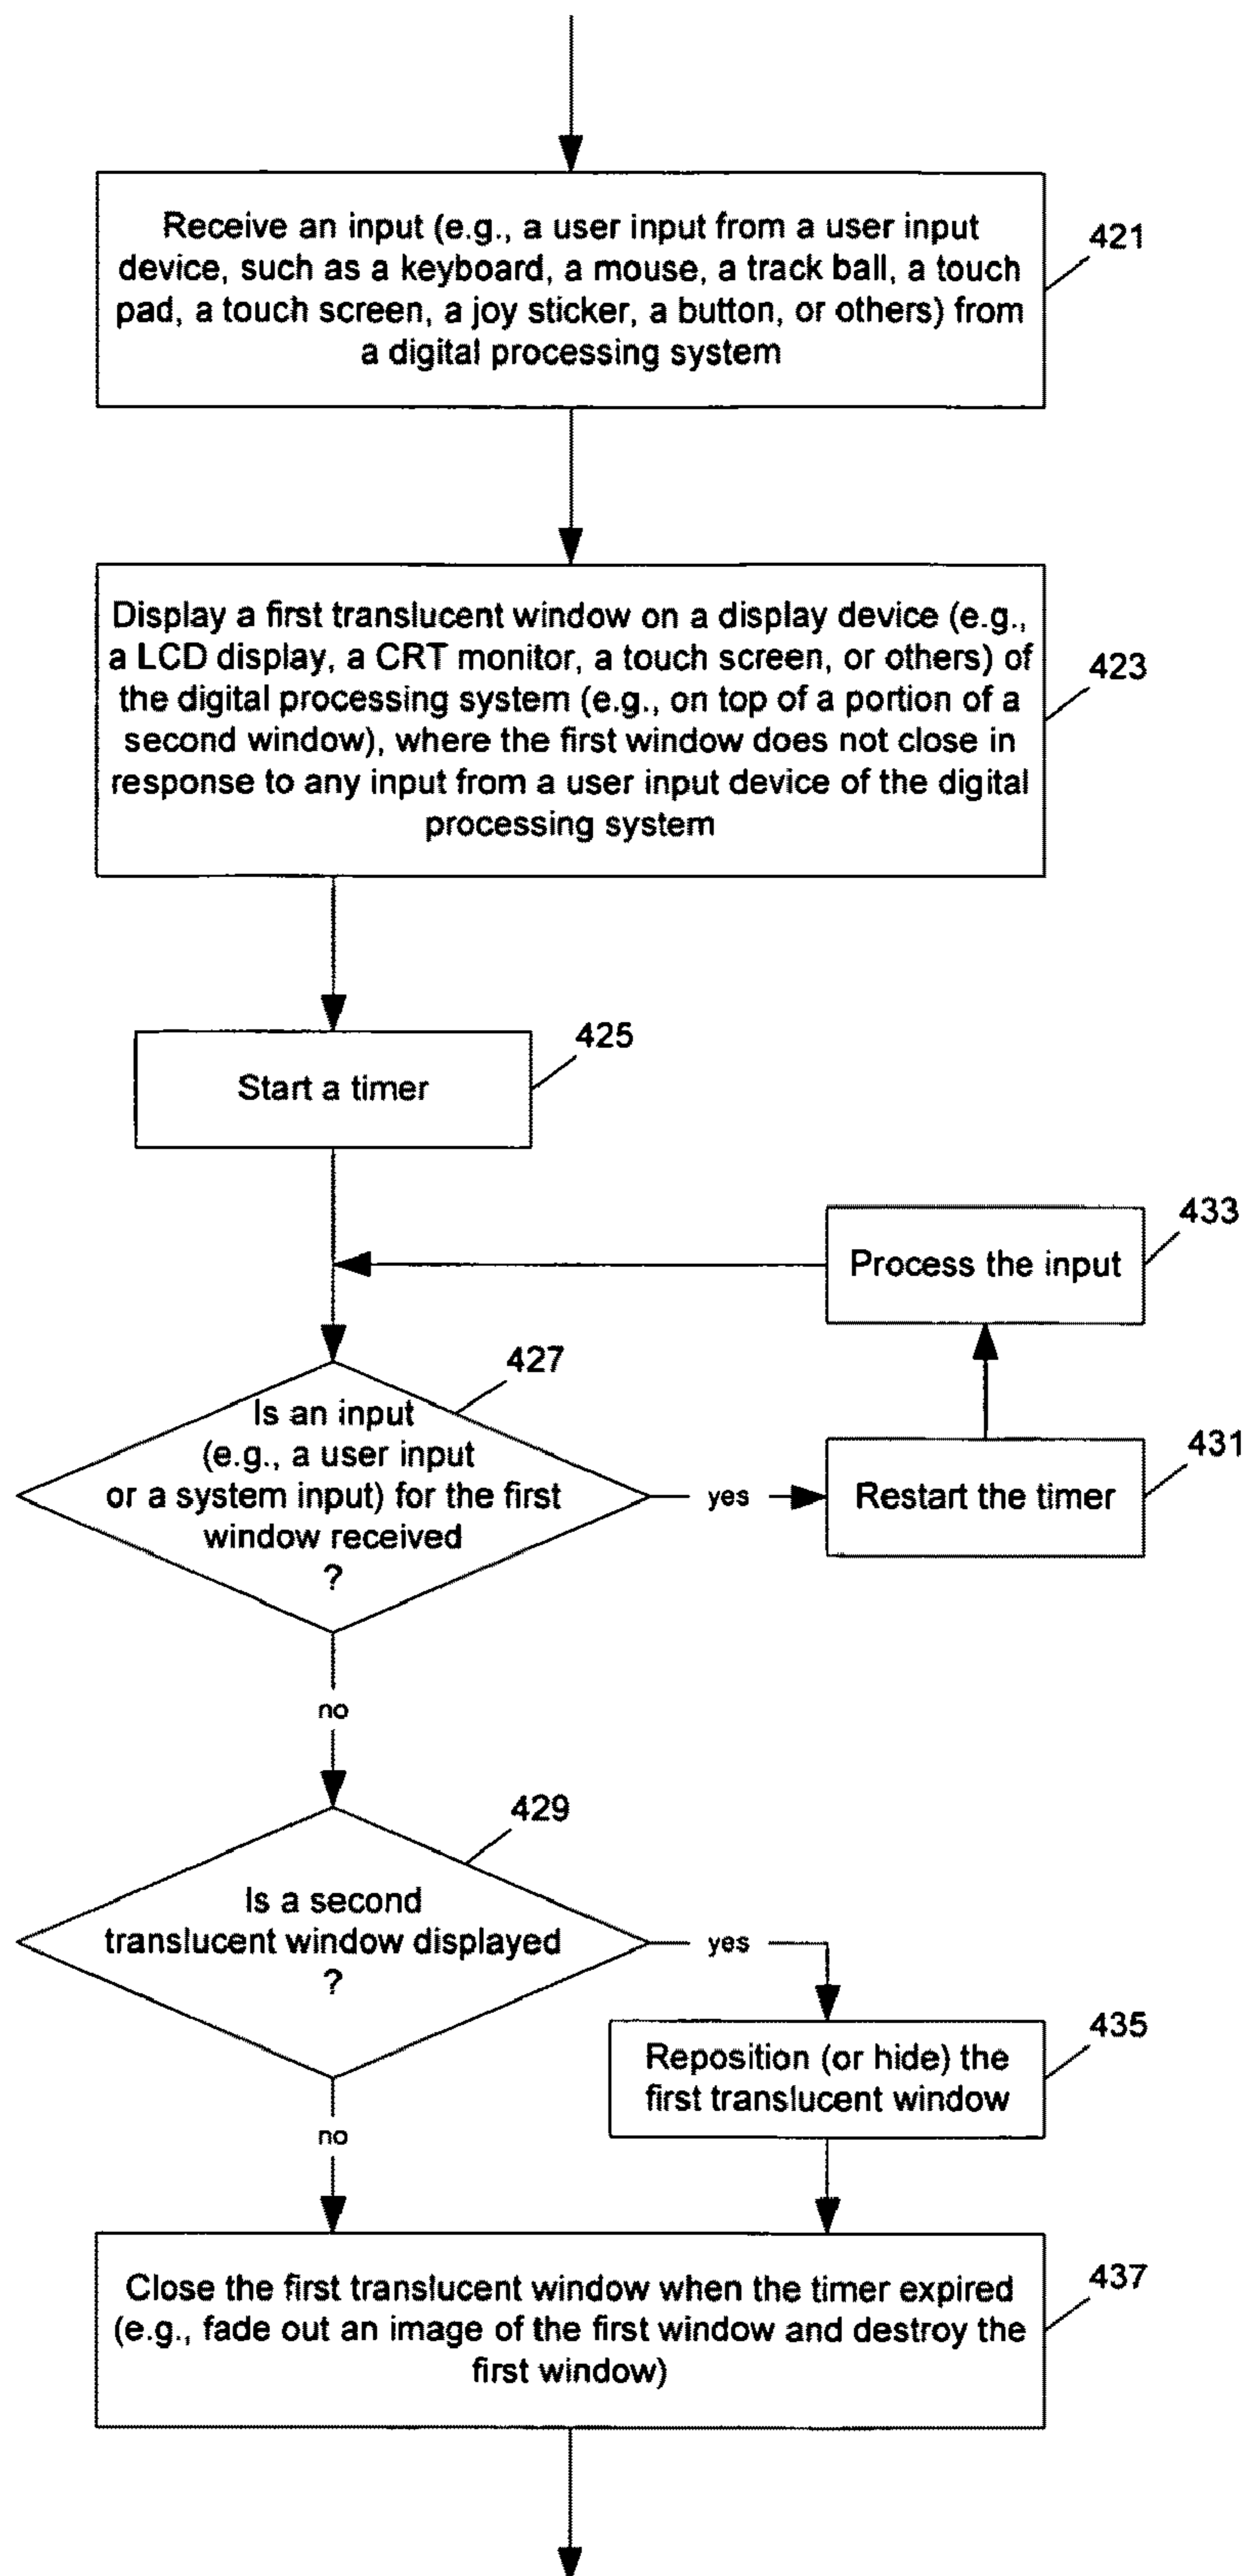 Receive an input (e.g., a user input from a user input
device, such as a keyboard, a mouse, a track ball, a touch
pad, a touch screen, a joy sticker, a button, or others) from
a digital processing system
421
Display a first translucent window on a display device (e.g.,
a LCD display, a CRT monitor, a touch screen, or others) of
the digital processing system (e.g., on top of a portion of a
second window), where the first window does not close in
response to any input from a user input device of the digital
processing system
423
Start a timer
425
Process the input
433
Is an input
(e.g., a user input
or a system input) for the first
window received
?
427
yes
Restart the timer
431
no
Is a second
translucent window displayed
?
429
yes
Reposition (or hide) the
first translucent window
435
no
Close the first translucent window when the timer expired
(e.g., fade out an image of the first window and destroy the
first window)
437